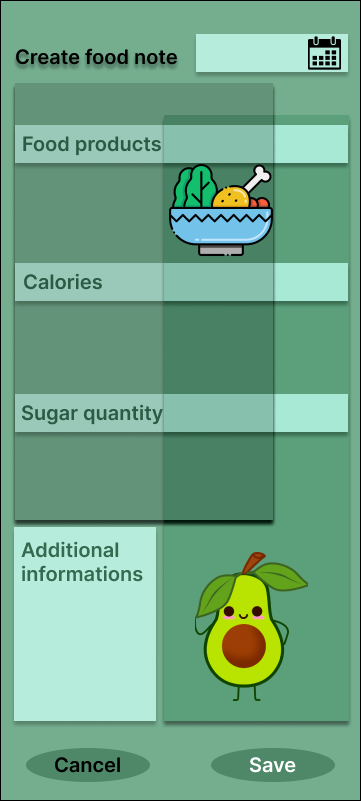 Create food note
Food products
Calories
Sugar quantity
Additional
informations
Cancel
Save